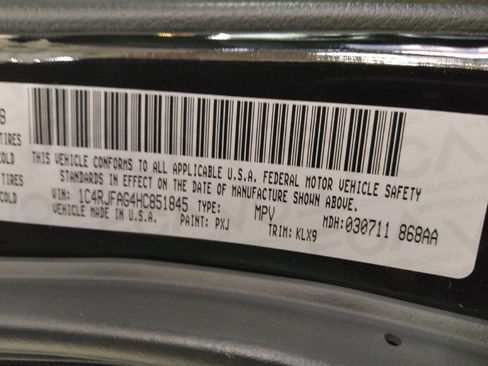 B
TIRES
COLD
TIRES
COLD
THIS VEHICLE CONFORMS TO ALL APPLICABLE U.S.A. FEDERAL MOTOR VEHICLE SAFETY
STANDARDS IN EFFECT ON THE DATE OF MANUFACTURE SHOWN ABOVE.
VIN: 1C4RJFAG4HC851845 TYPE: MPV MDH: 030711 868AA
VEHICLE MADE IN U.S.A. PAINT: PXJ TRIM: KLX9